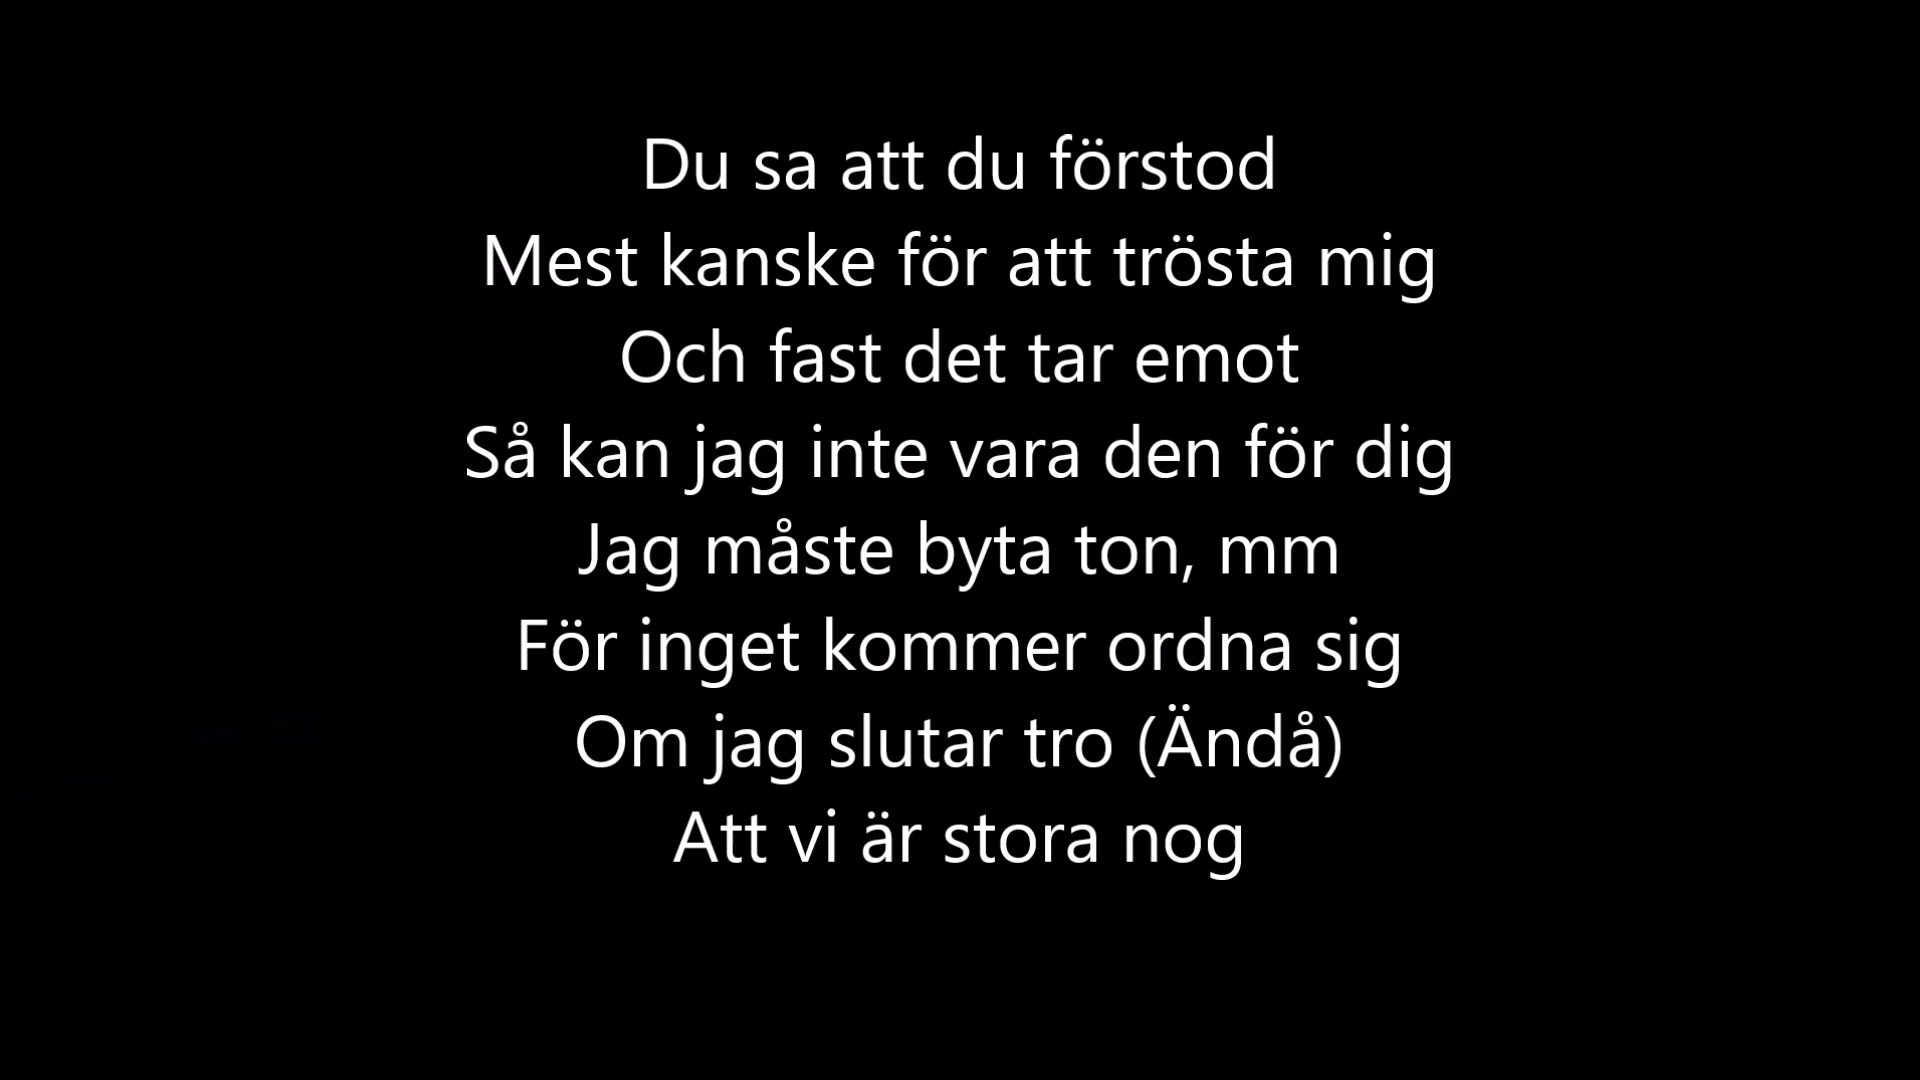 Du sa att du förstod
Mest kanske för att trösta mig
Och fast det tar emot
Så kan jag inte vara den för dig
Jag måste byta ton, mm
För inget kommer ordna sig
Om jag slutar tro (Ändå)
Att vi är stora nog